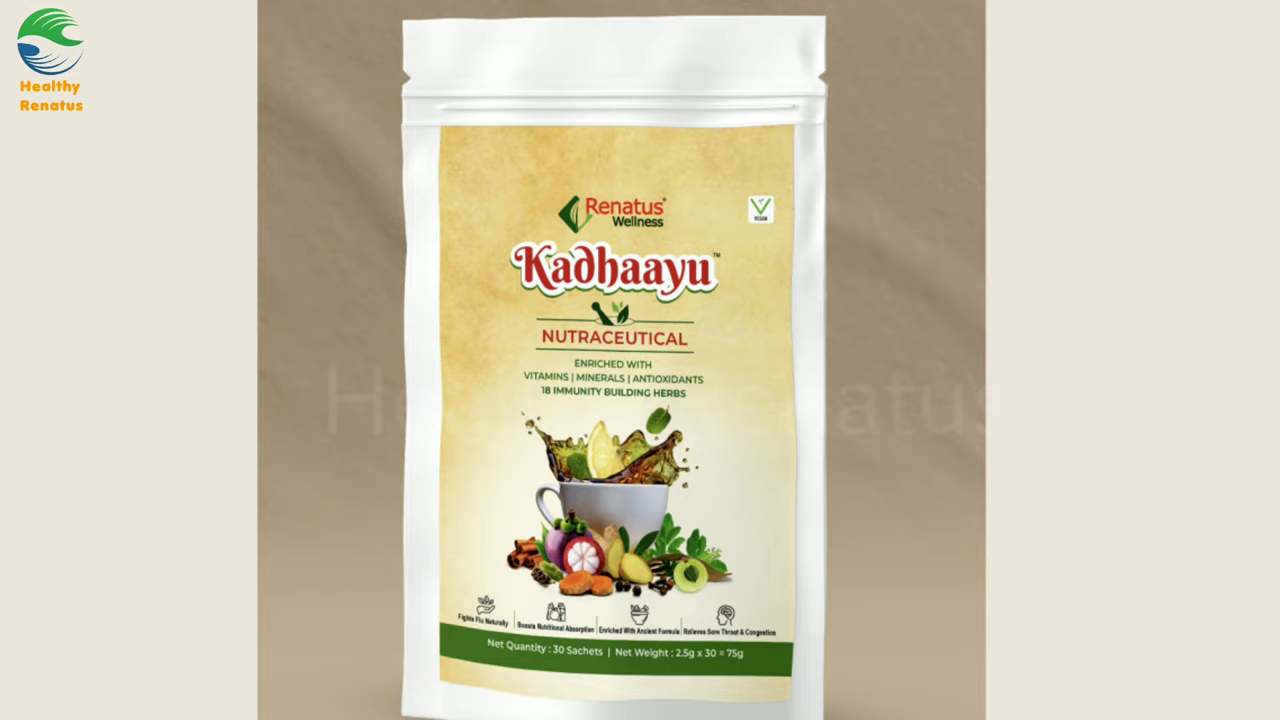 Healthy
Renatus
Renatus®
Wellness
VEGAN
Kadhaayu™
NUTRACEUTICAL
ENRICHED WITH
VITAMINS | MINERALS | ANTIOXIDANTS
18 IMMUNITY BUILDING HERBS
Fights Flu Naturally | Boosts Nutritional Absorption | Enriched With Ancient Formula | Relieves Sore Throat & Congestion
Net Quantity : 30 Sachets | Net Weight : 2.5g x 30 = 75g